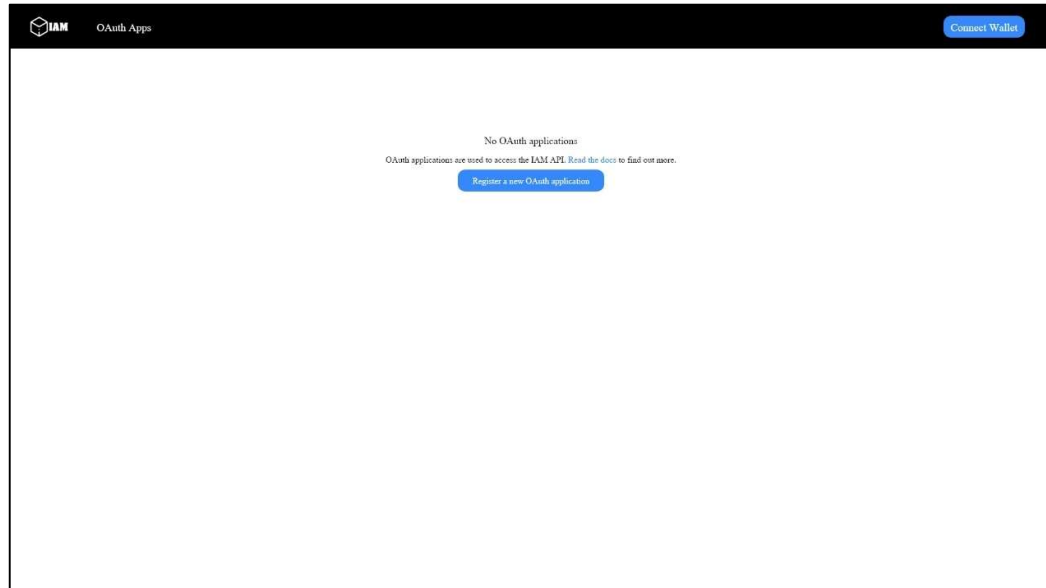 IAM
OAuth Apps
Connect Wallet
No OAuth applications
OAuth applications are used to access the IAM API. Read the docs to find out more.
Register a new OAuth application